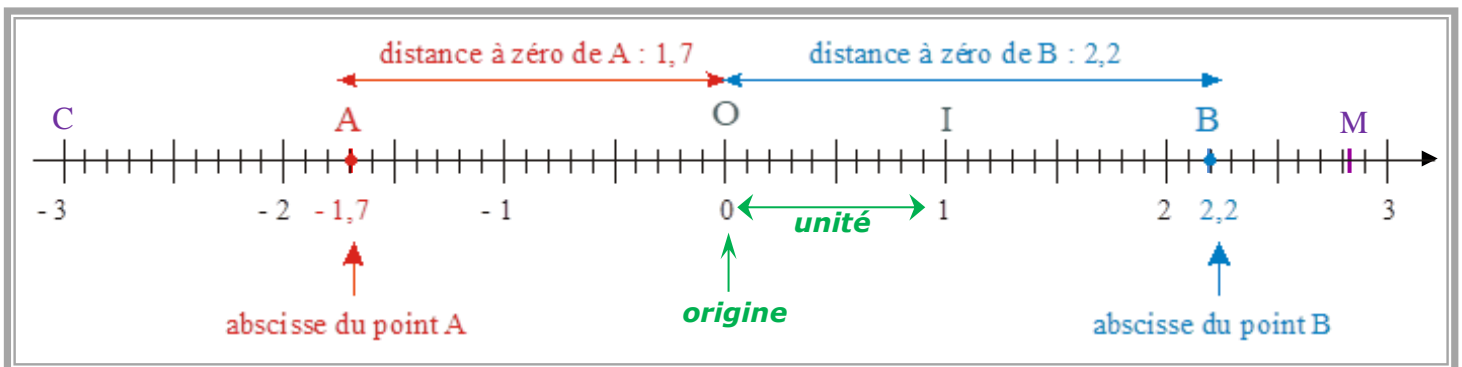 distance à zéro de A : 1,7 distance à zéro de B : 2,2
C A O I B M
- 3 - 2 - 1,7 - 1 0 unité 1 2 2,2 3
origine
abscisse du point A abscisse du point B